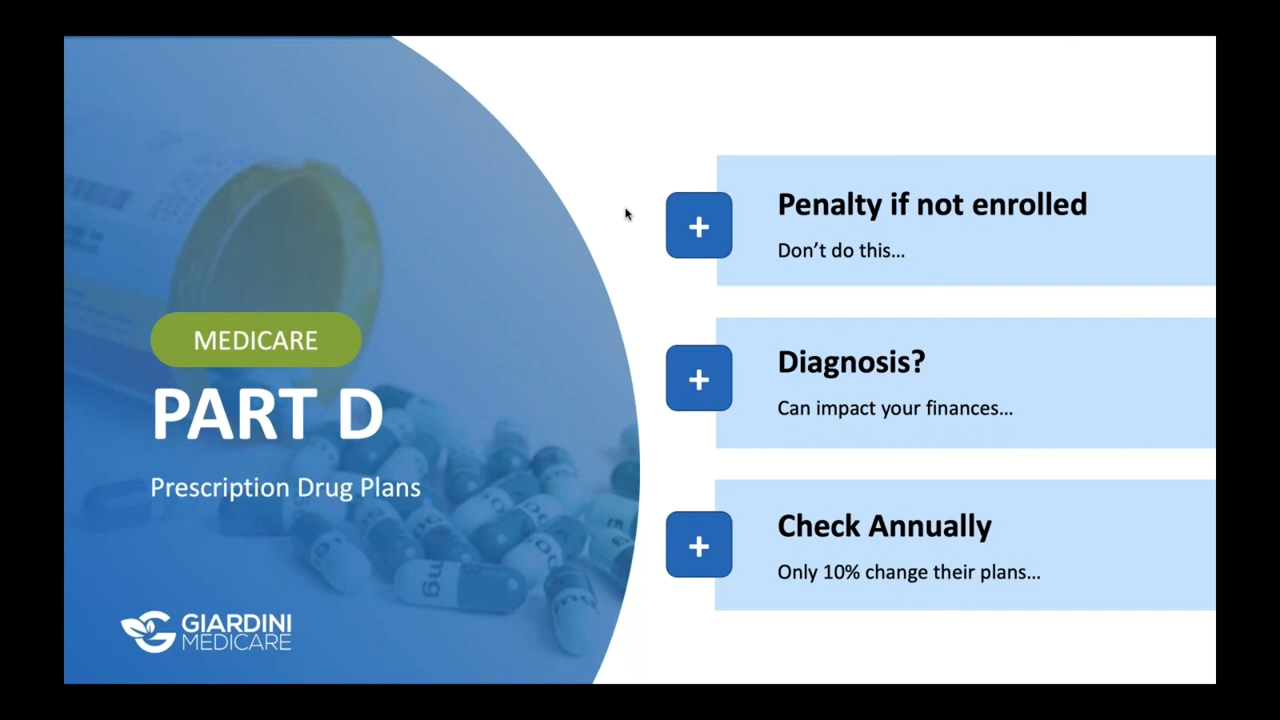 MEDICARE
PART D
Prescription Drug Plans
GIARDINI
MEDICARE
+
Penalty if not enrolled
Don’t do this...
+
Diagnosis?
Can impact your finances...
+
Check Annually
Only 10% change their plans...